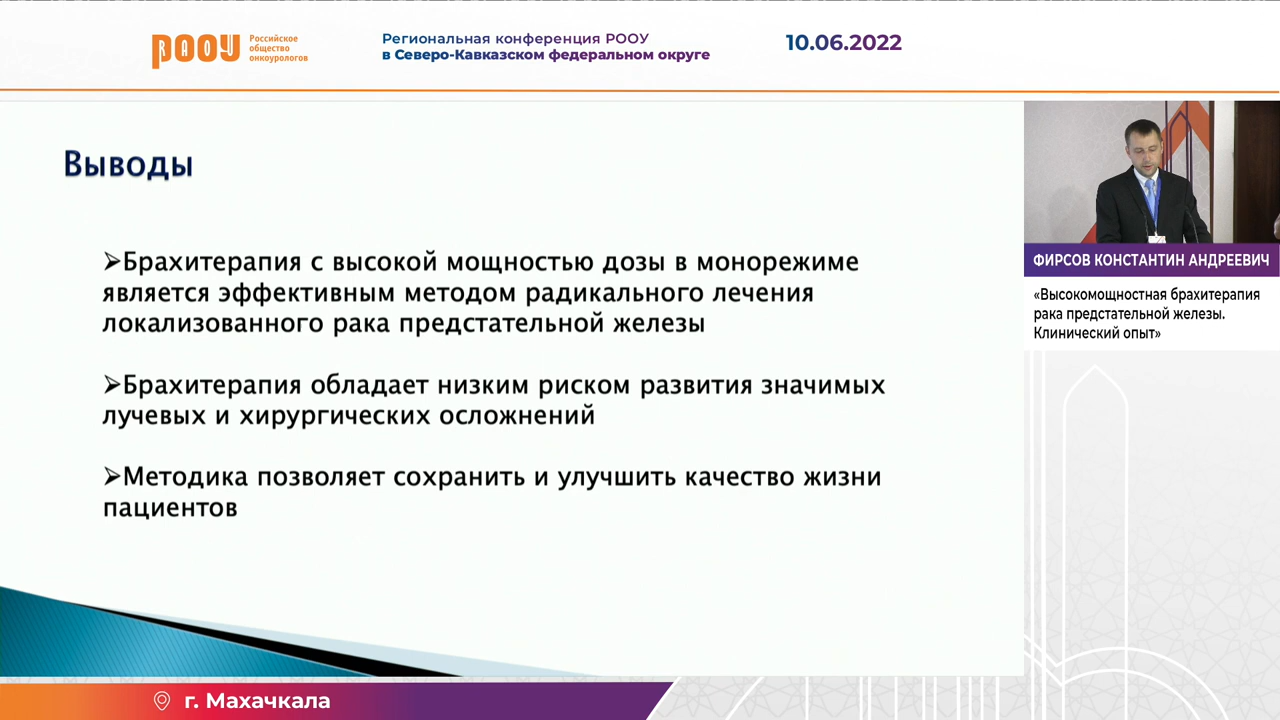 РООУ
Российское
общество
онкоурологов
Региональная конференция РООУ
в Северо-Кавказском федеральном округе
10.06.2022
Выводы
➢Брахитерапия с высокой мощностью дозы в монорежиме
является эффективным методом радикального лечения
локализованного рака предстательной железы
➢Брахитерапия обладает низким риском развития значимых
лучевых и хирургических осложнений
➢Методика позволяет сохранить и улучшить качество жизни
пациентов
ФИРСОВ КОНСТАНТИН АНДРЕЕВИЧ
«Высокомощностная брахитерапия
рака предстательной железы.
Клинический опыт»
г. Махачкала